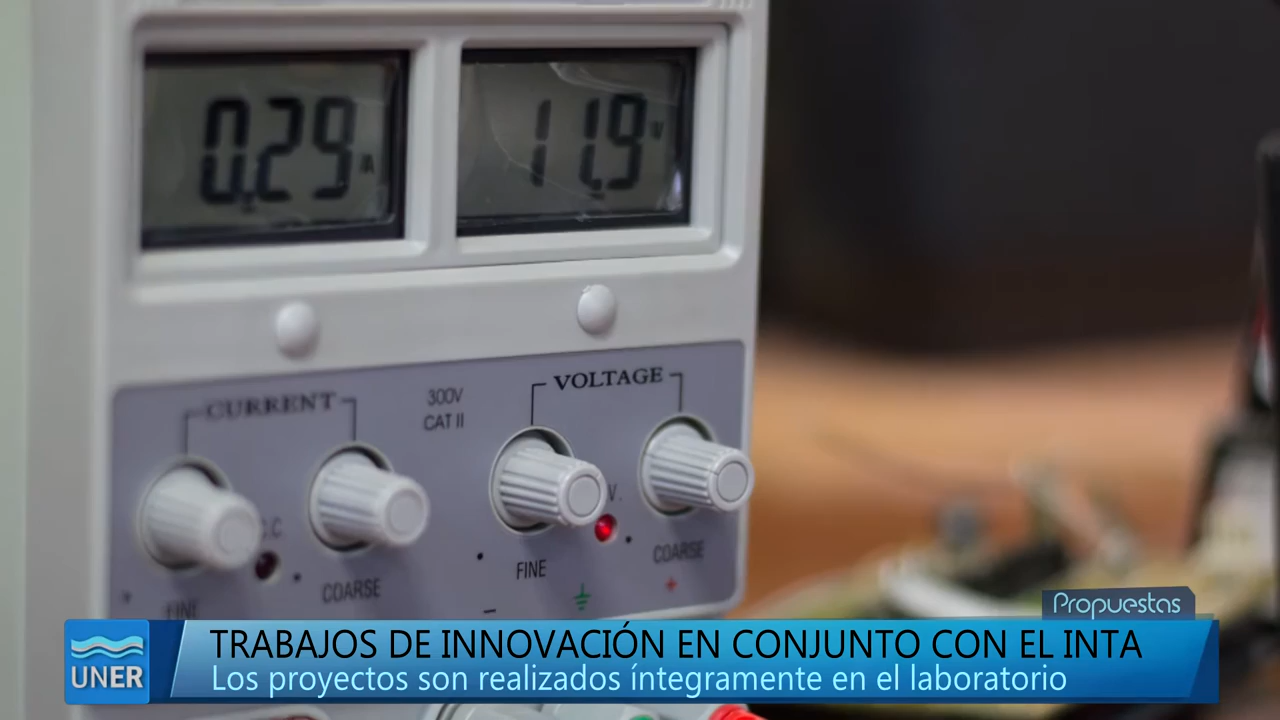 0.29 A
11.9 V
CURRENT
300V
CAT II
VOLTAGE
C.C.
V.
FINE
COARSE
FINE
COARSE
Propuestas
UNER
TRABAJOS DE INNOVACIÓN EN CONJUNTO CON EL INTA
Los proyectos son realizados íntegramente en el laboratorio